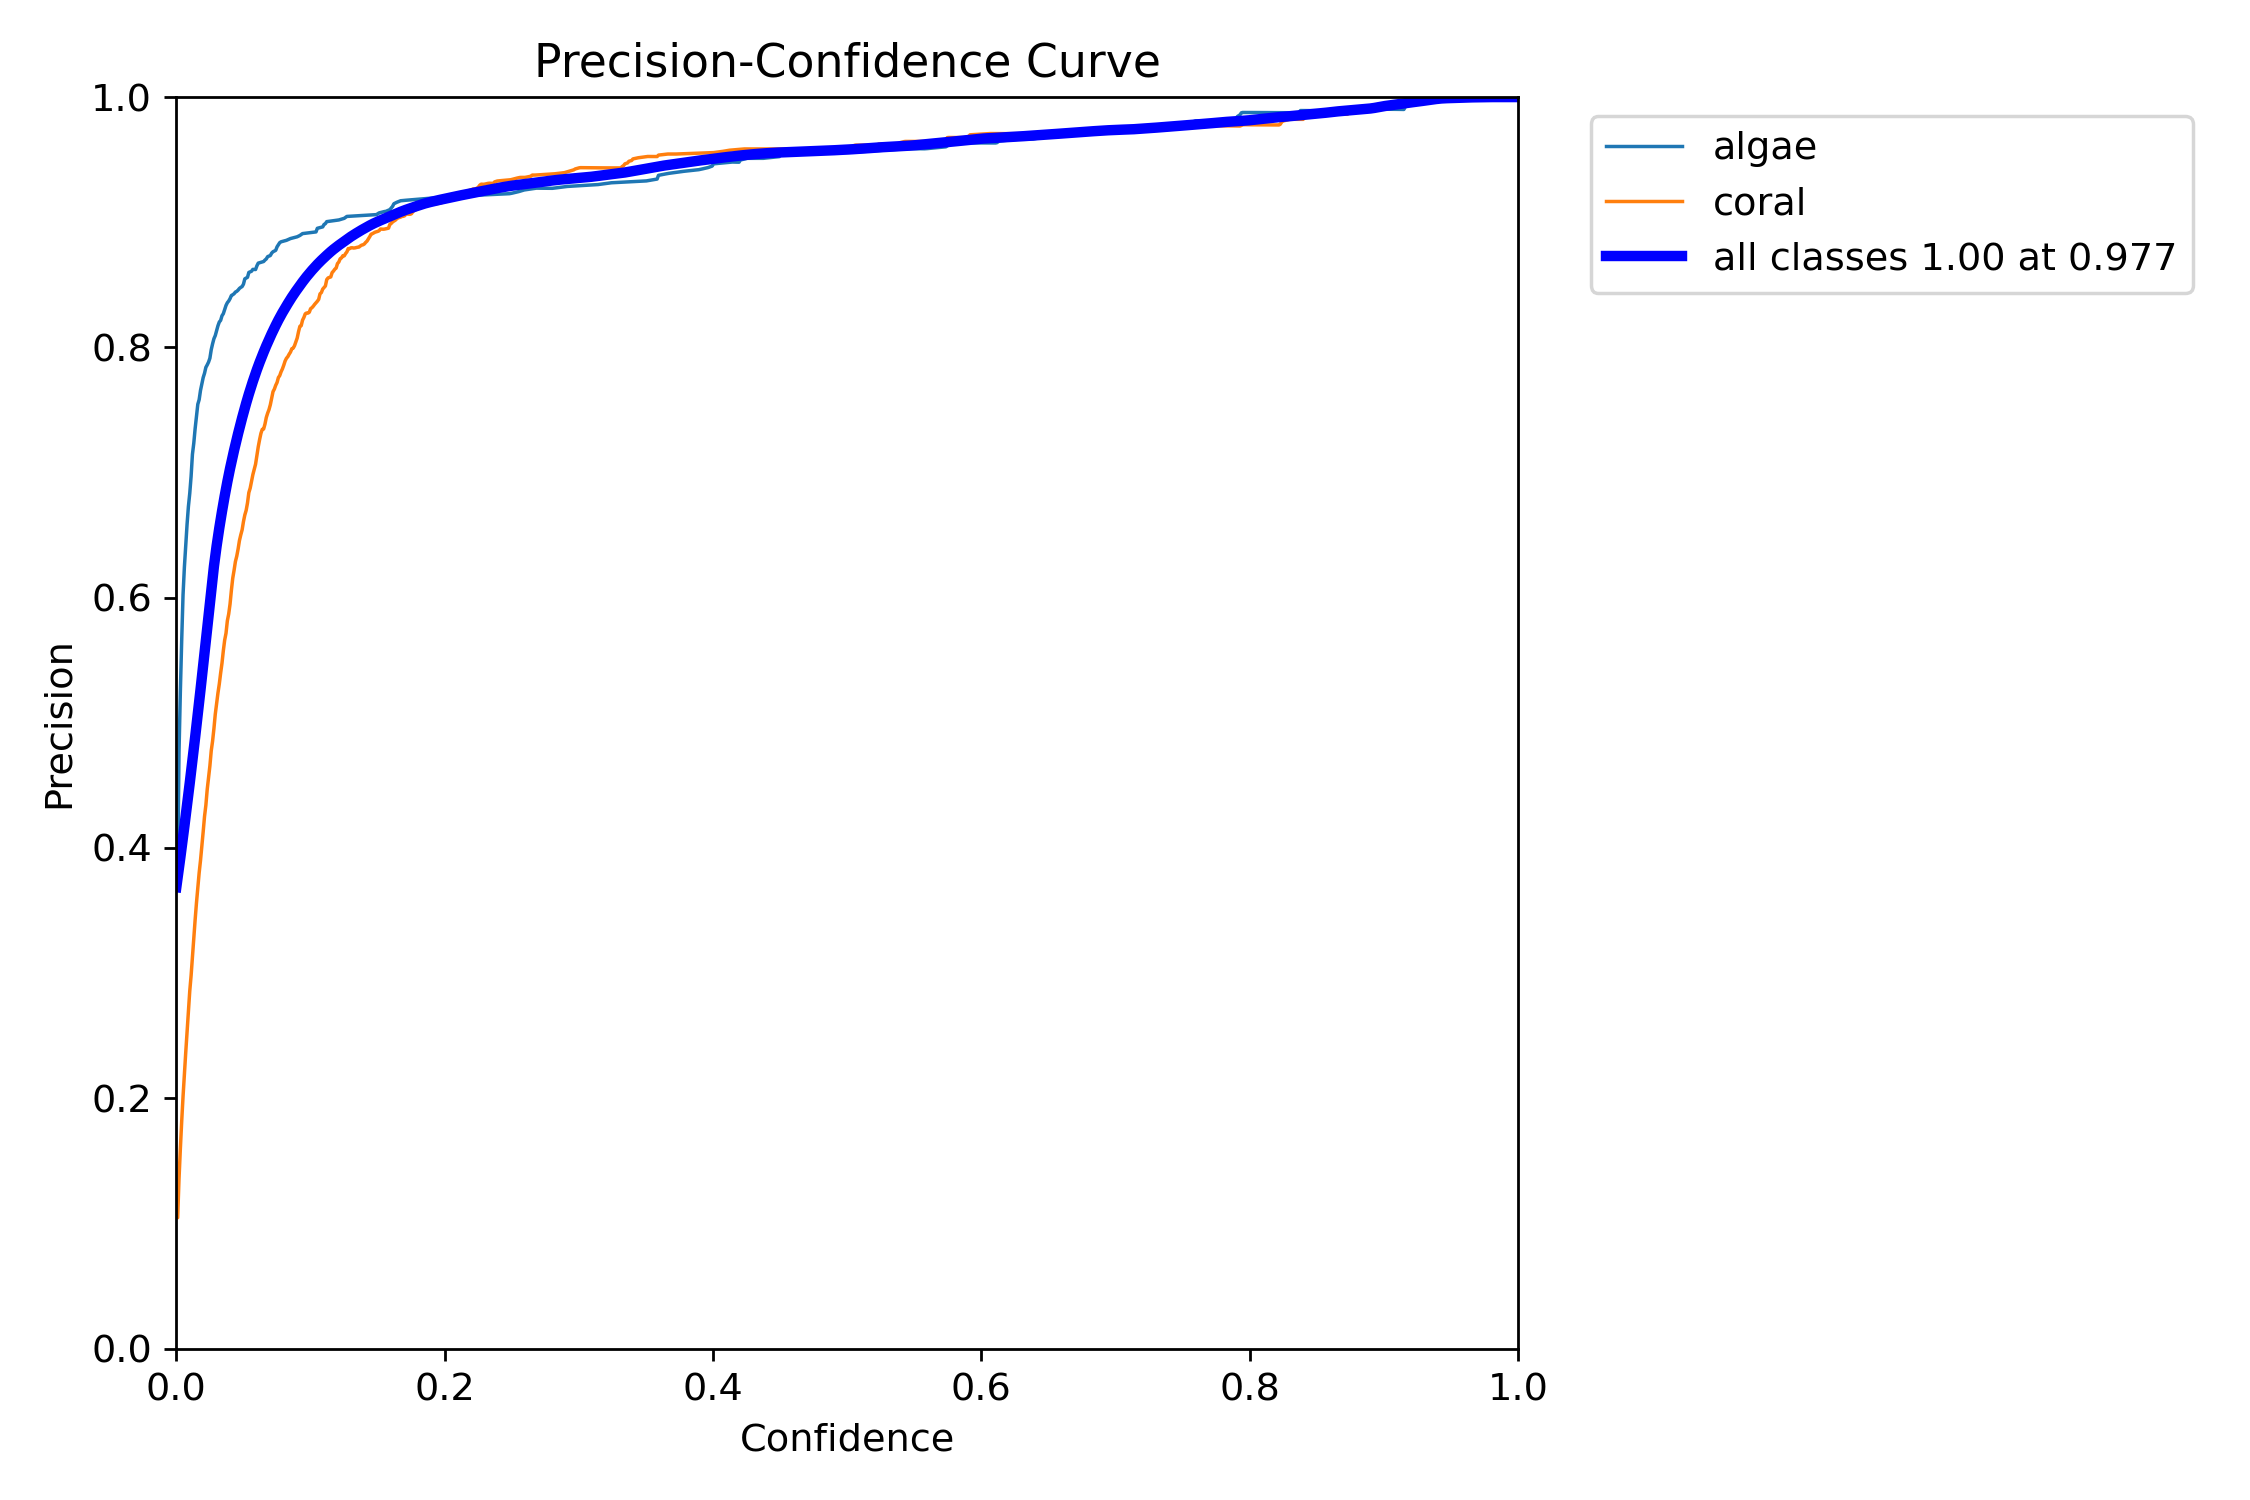 Precision-Confidence Curve
1.0
0.8
0.6
0.4
0.2
0.0
Precision
0.0 0.2 0.4 0.6 0.8 1.0
Confidence
algae
coral
all classes 1.00 at 0.977